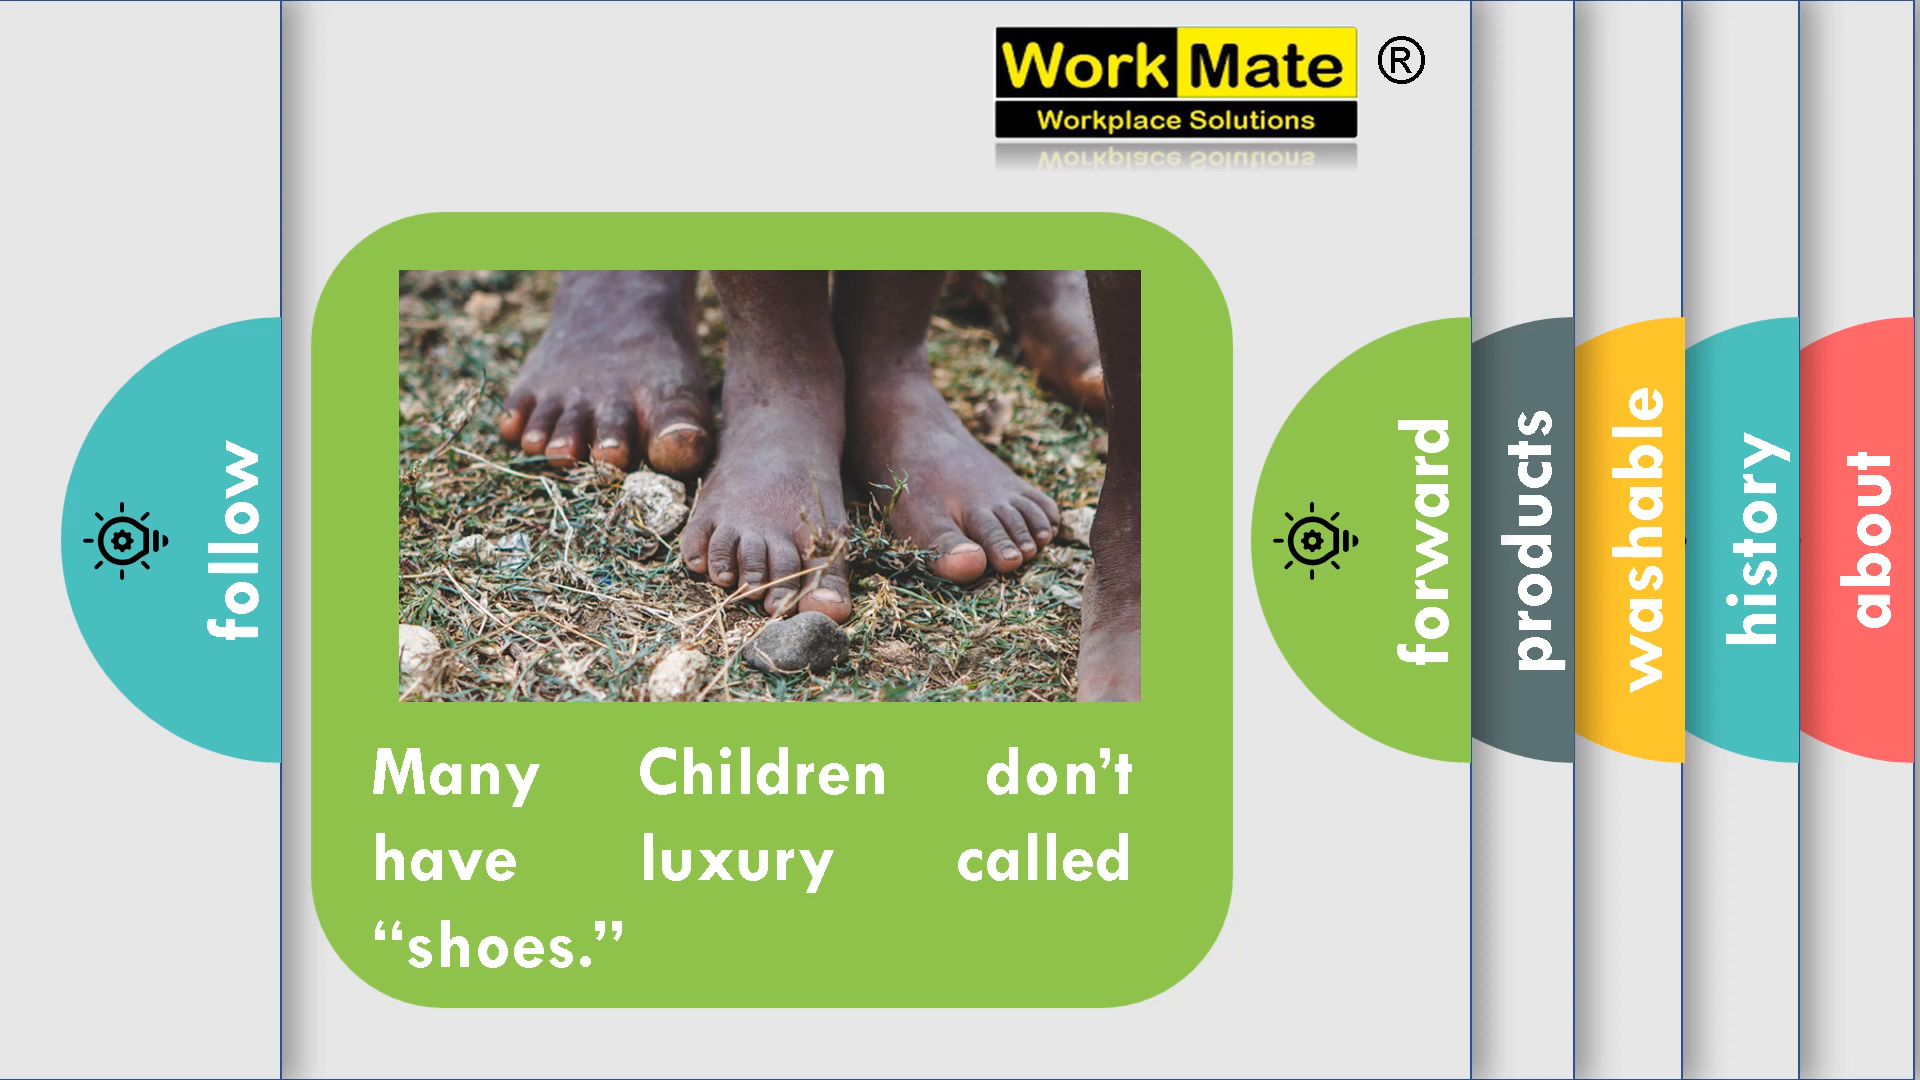 Work Mate ®
Workplace Solutions
follow
Many Children don’t
have luxury called
“shoes.”
forward
products
washable
history
about